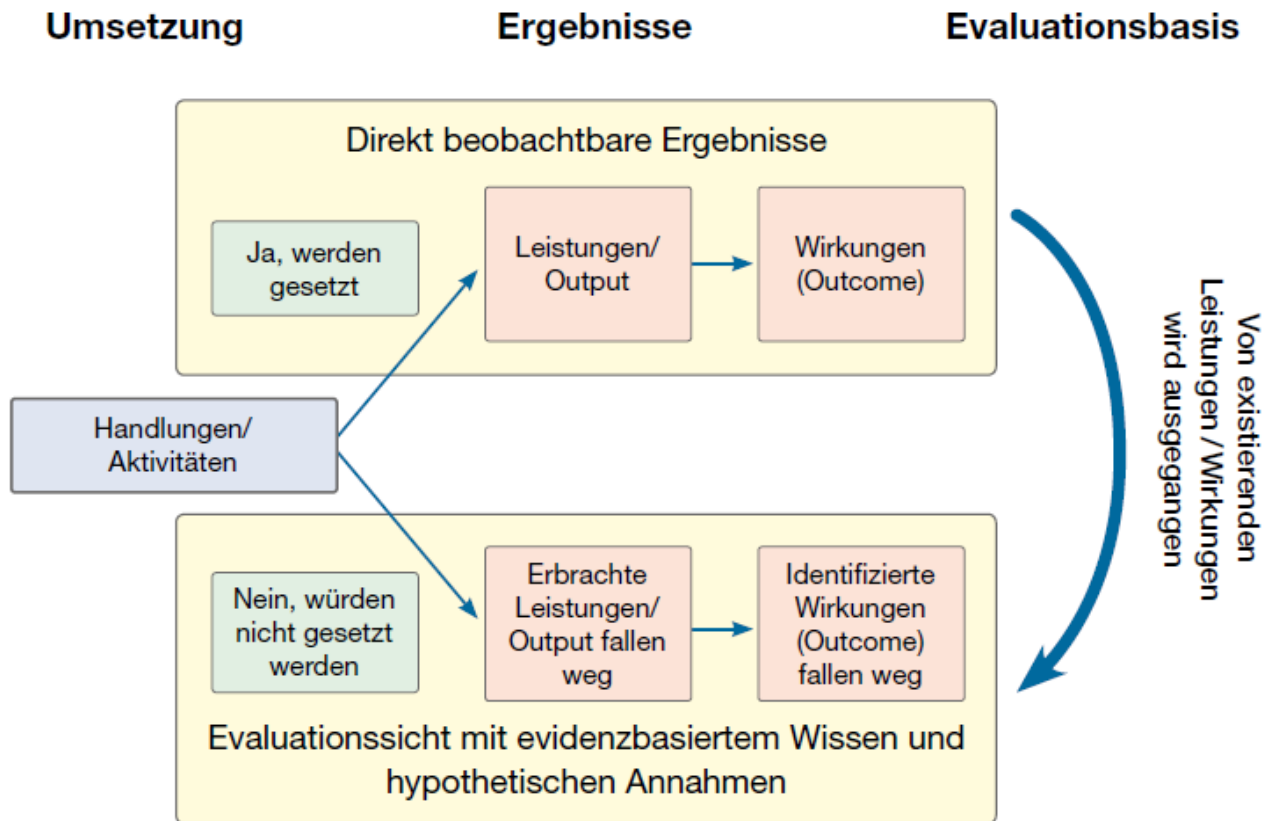 Umsetzung
Ergebnisse
Evaluationsbasis
Direkt beobachtbare Ergebnisse
Ja, werden
gesetzt
Leistungen/
Output
Wirkungen
(Outcome)
Handlungen/
Aktivitäten
Nein, würden
nicht gesetzt
werden
Erbrachte
Leistungen/
Output fallen
weg
Identifizierte
Wirkungen
(Outcome)
fallen weg
Evaluationssicht mit evidenzbasiertem Wissen und
hypothetischen Annahmen
Von existierenden
Leistungen / Wirkungen
wird ausgegangen